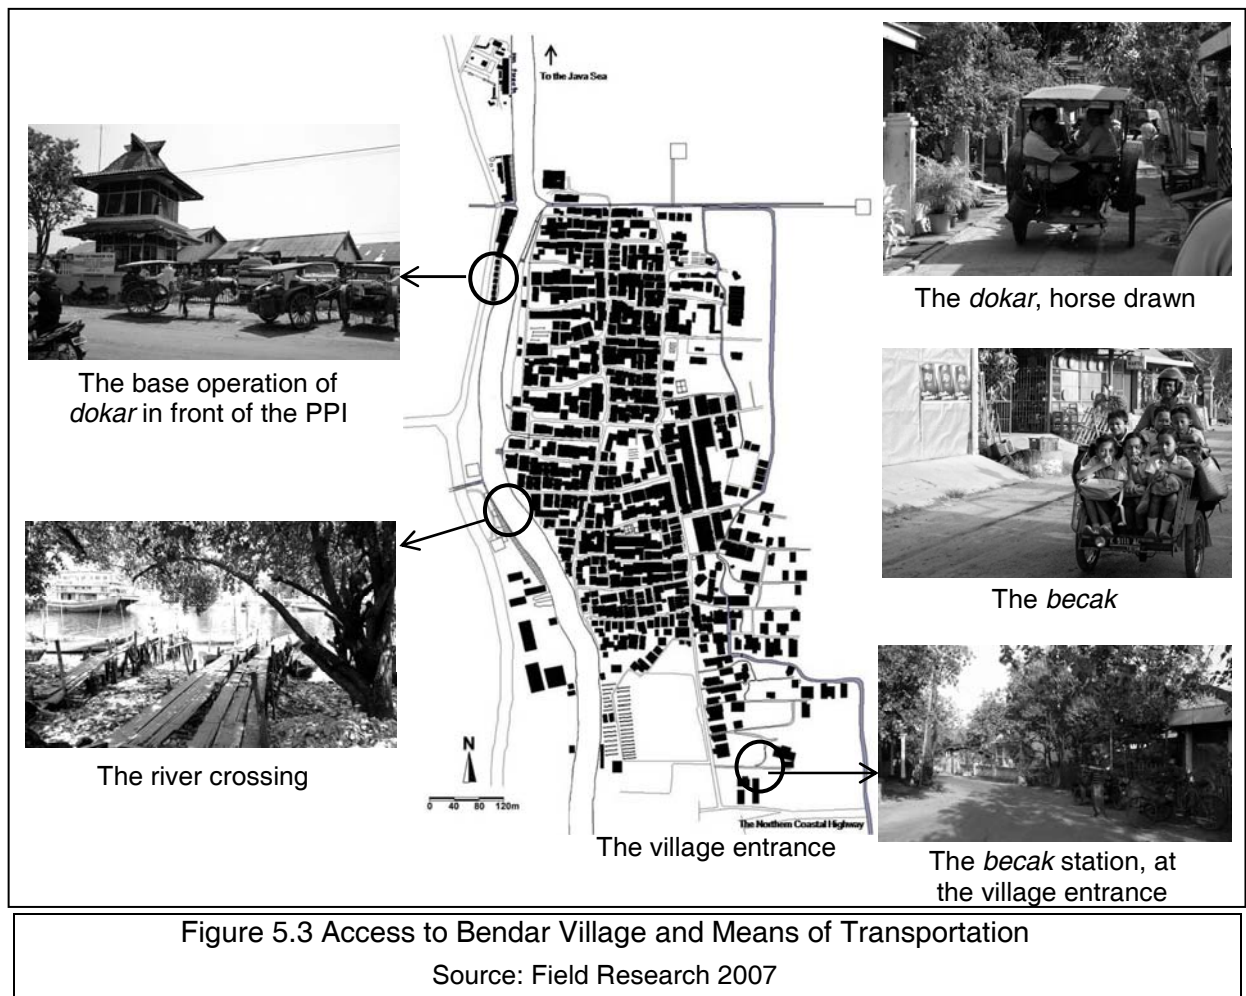 To the Java Sea
The base operation of
dokar in front of the PPI
The dokar, horse drawn
The river crossing
The becak
N
0 40 80 120m
The Northern Coastal Highway
The village entrance
The becak station, at
the village entrance
Figure 5.3 Access to Bendar Village and Means of Transportation
Source: Field Research 2007